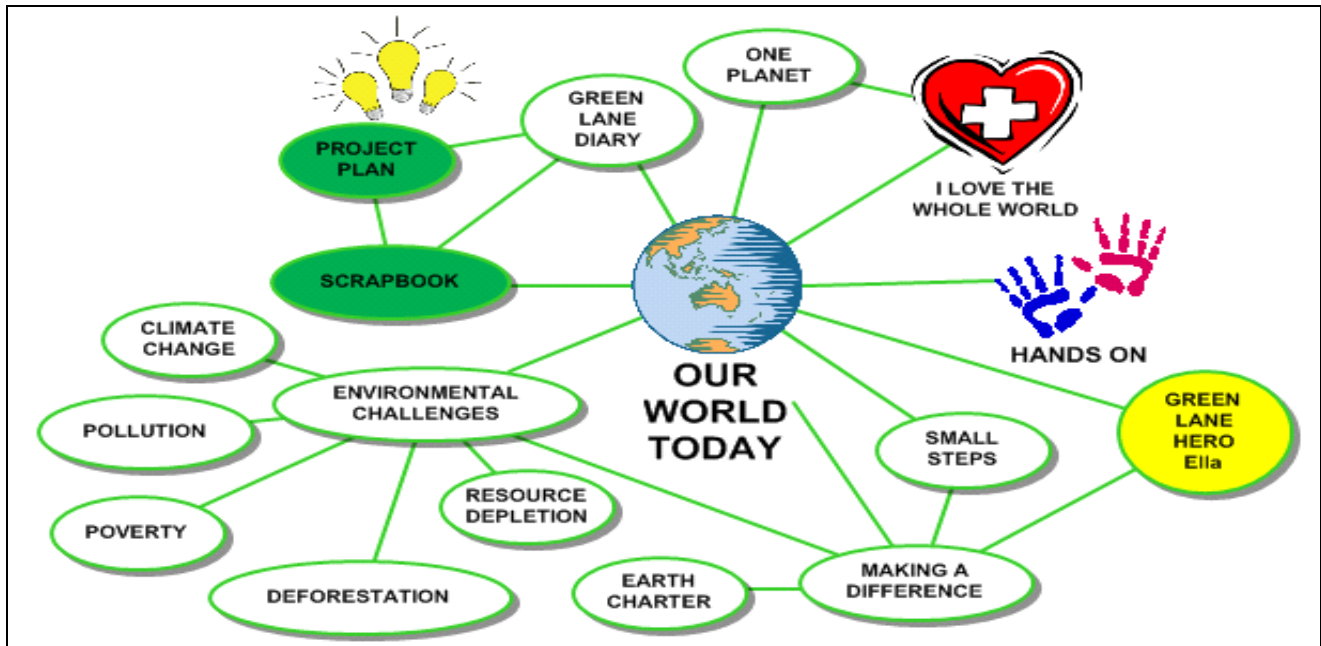 ONE
PLANET
GREEN
LANE
DIARY
PROJECT
PLAN
I LOVE THE
WHOLE WORLD
SCRAPBOOK
CLIMATE
CHANGE
HANDS ON
OUR
WORLD
TODAY
ENVIRONMENTAL
CHALLENGES
GREEN
LANE
HERO
Ella
POLLUTION
SMALL
STEPS
RESOURCE
DEPLETION
POVERTY
MAKING A
DIFFERENCE
EARTH
CHARTER
DEFORESTATION